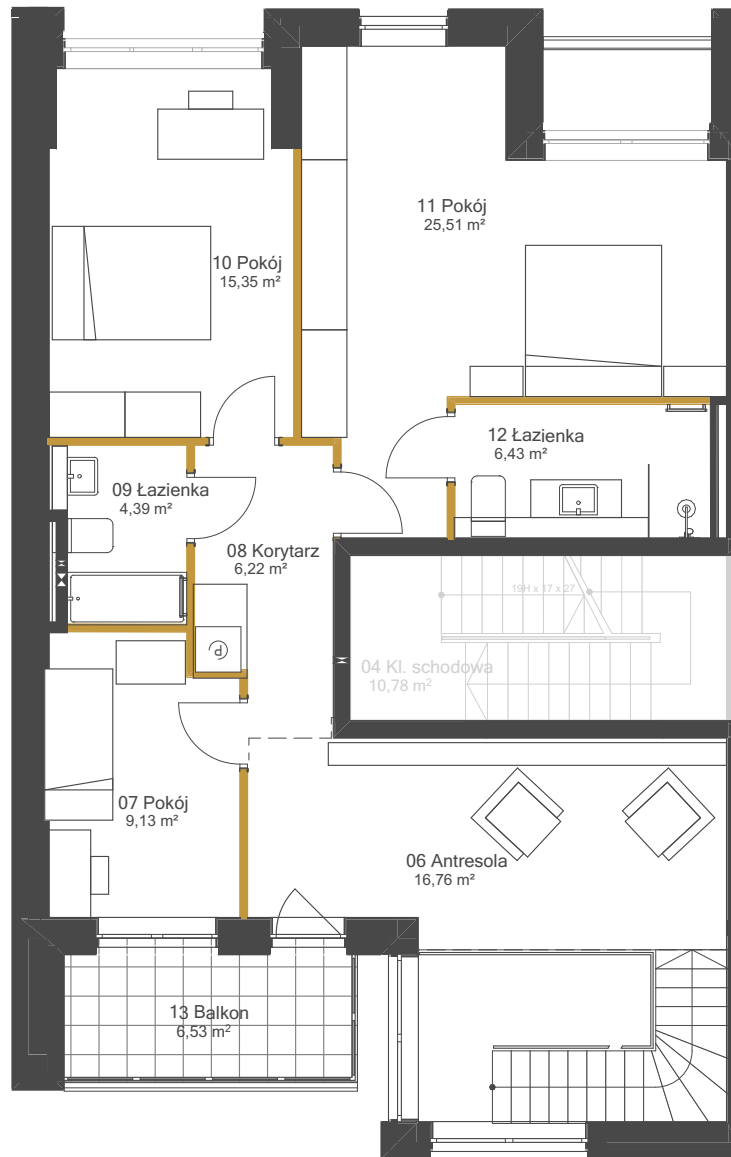 11 Pokój
25,51 m²
10 Pokój
15,35 m²
12 Łazienka
6,43 m²
09 Łazienka
4,39 m²
08 Korytarz
6,22 m²
19H x 17 x 27
P
04 Kl. schodowa
10,78 m²
07 Pokój
9,13 m²
06 Antresola
16,76 m²
13 Balkon
6,53 m²